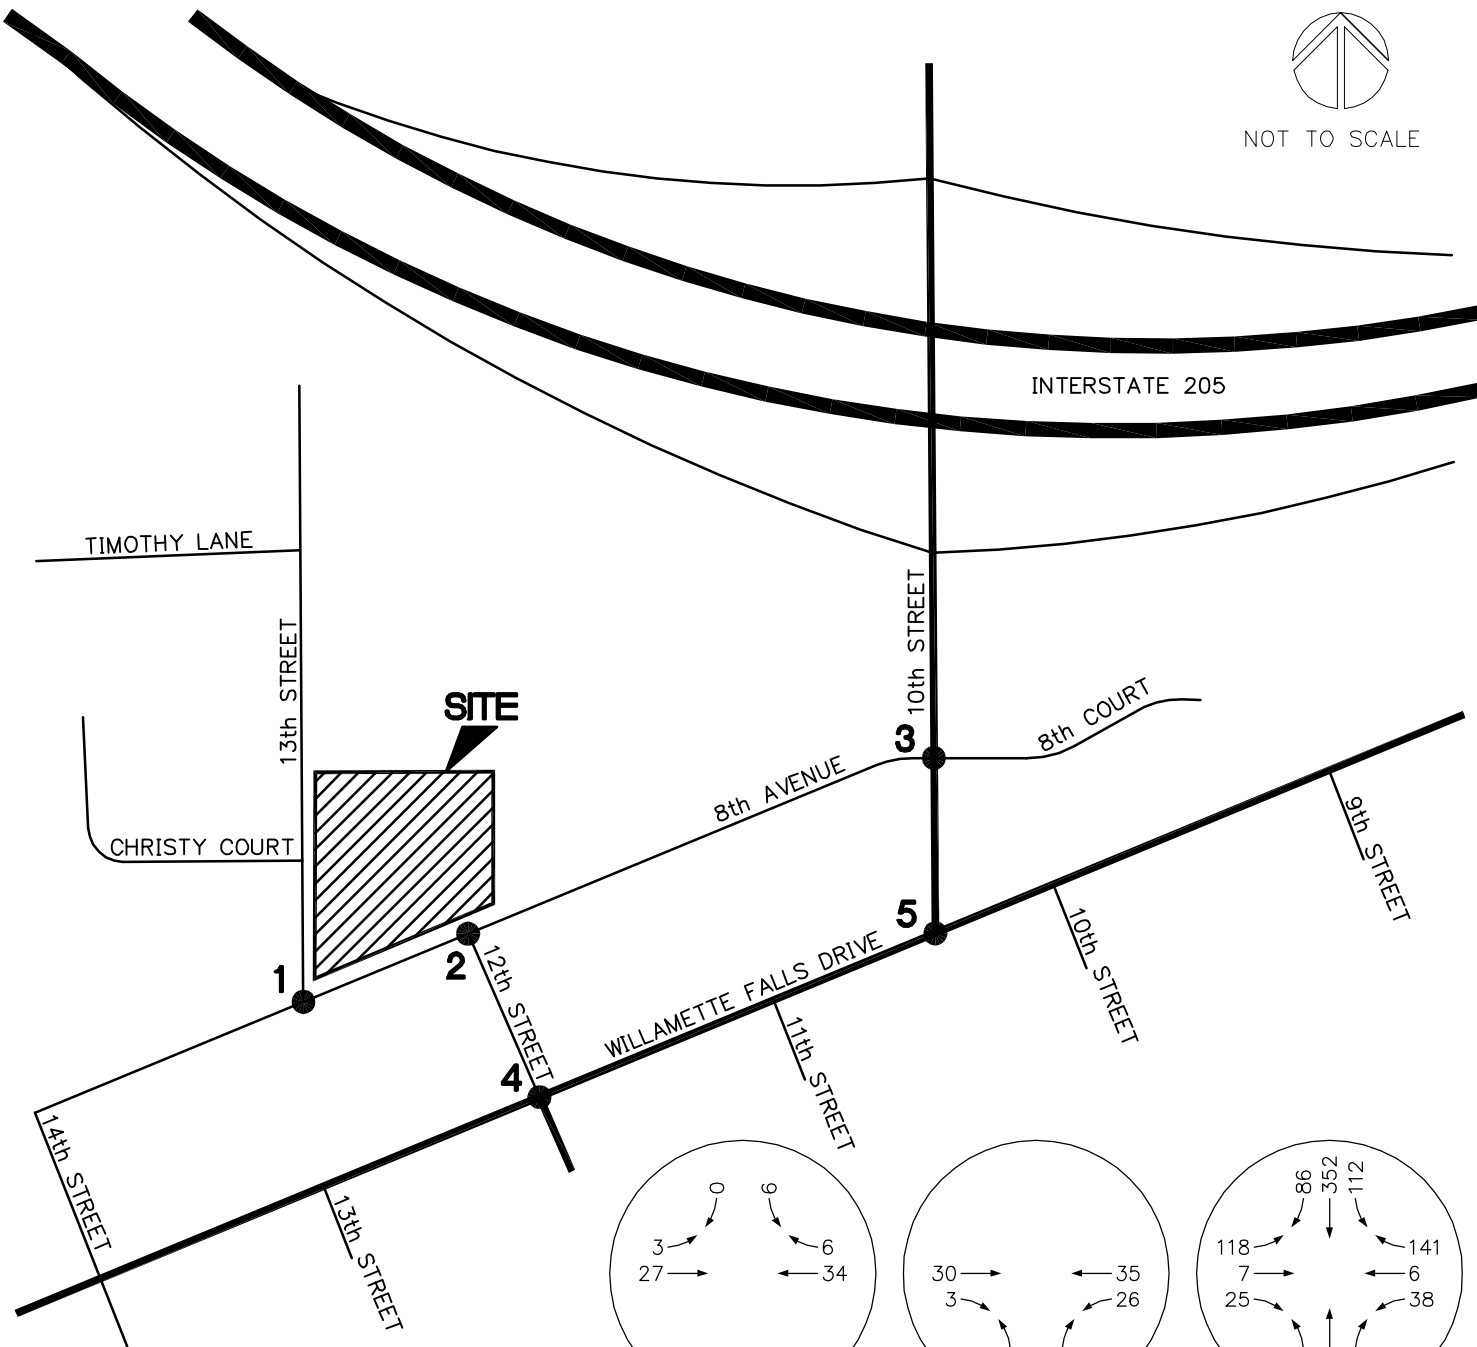 NOT TO SCALE
INTERSTATE 205
TIMOTHY LANE
13th STREET
10th STREET
SITE
8th COURT
3
8th AVENUE
9th STREET
CHRISTY COURT
5
10th STREET
1
2
12th STREET
WILLAMETTE FALLS DRIVE
11th STREET
4
14th STREET
13th STREET
0 6
3 6
27 34
30 35
3 26
86 352 112
118 141
7 6
25 38